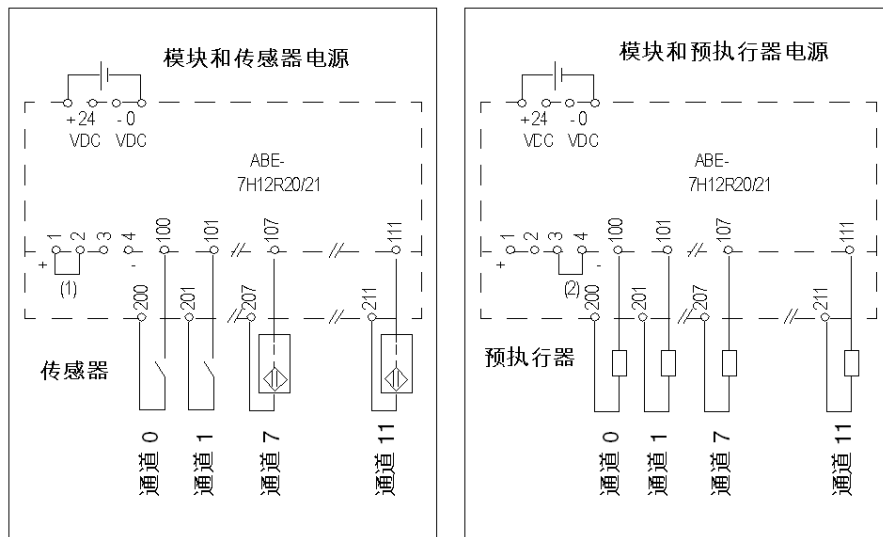 模块和传感器电源
+24 -0
VDC VDC
ABE-
7H12R20/21
1 2 3 4 100 101 107 111
+ -
(1)
200 201 207 211
传感器
通道 0 通道 1 通道 7 通道 11
模块和预执行器电源
+24 -0
VDC VDC
ABE-
7H12R20/21
1 2 3 4 100 101 107 111
+ -
(2)
200 201 207 211
预执行器
通道 0 通道 1 通道 7 通道 11